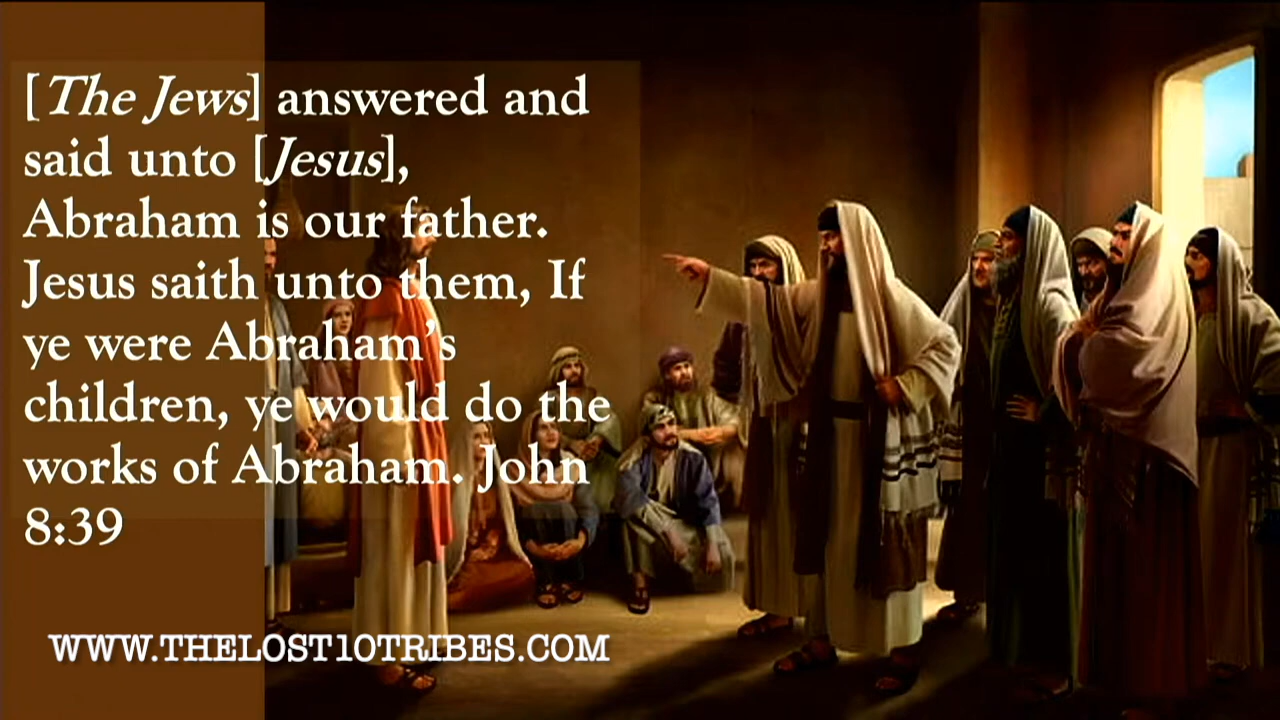 [The Jews] answered and
said unto [Jesus],
Abraham is our father.
Jesus saith unto them, If
ye were Abraham's
children, ye would do the
works of Abraham. John
8:39
WWW.THELOST10TRIBES.COM